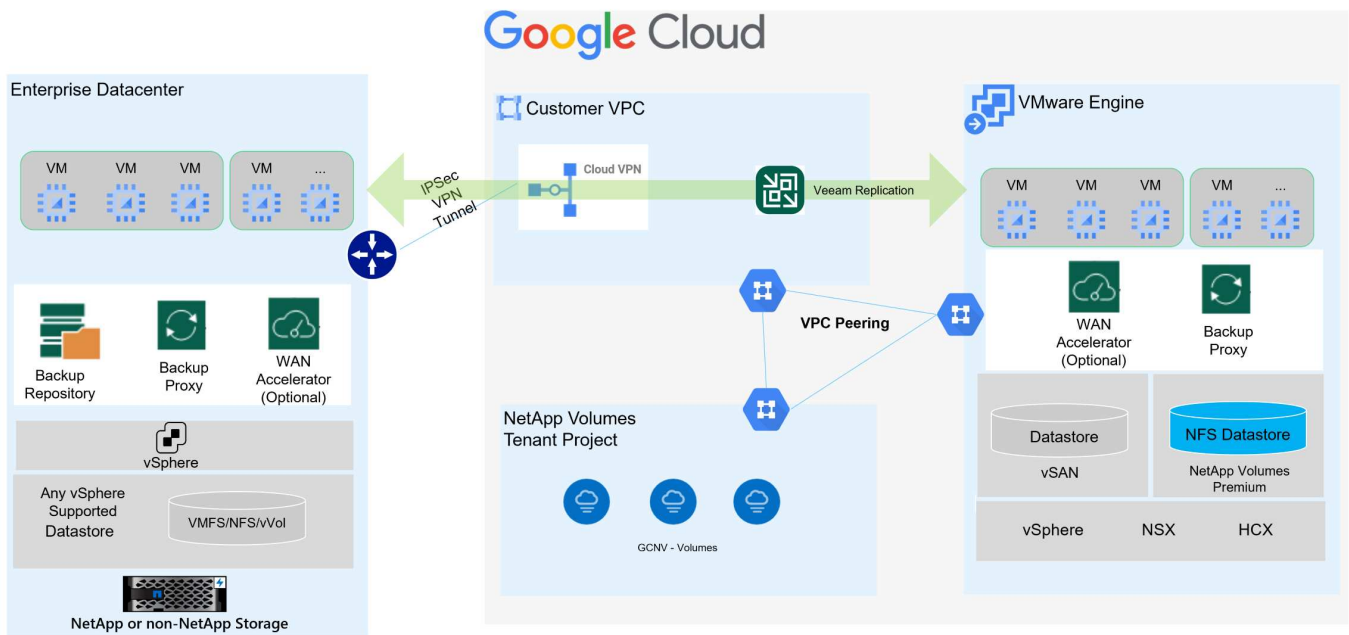 Google Cloud
Enterprise Datacenter
VM VM VM VM ...
IPSec
VPN
Tunnel
Backup
Repository
Backup
Proxy
WAN
Accelerator
(Optional)
vSphere
Any vSphere
Supported
Datastore
VMFS/NFS/vVol
NetApp or non-NetApp Storage
Customer VPC
Cloud VPN
Veeam Replication
VPC Peering
NetApp Volumes
Tenant Project
GCNV - Volumes
VMware Engine
VM VM VM VM ...
WAN
Accelerator
(Optional)
Backup
Proxy
Datastore
vSAN
NFS Datastore
NetApp Volumes
Premium
vSphere NSX HCX